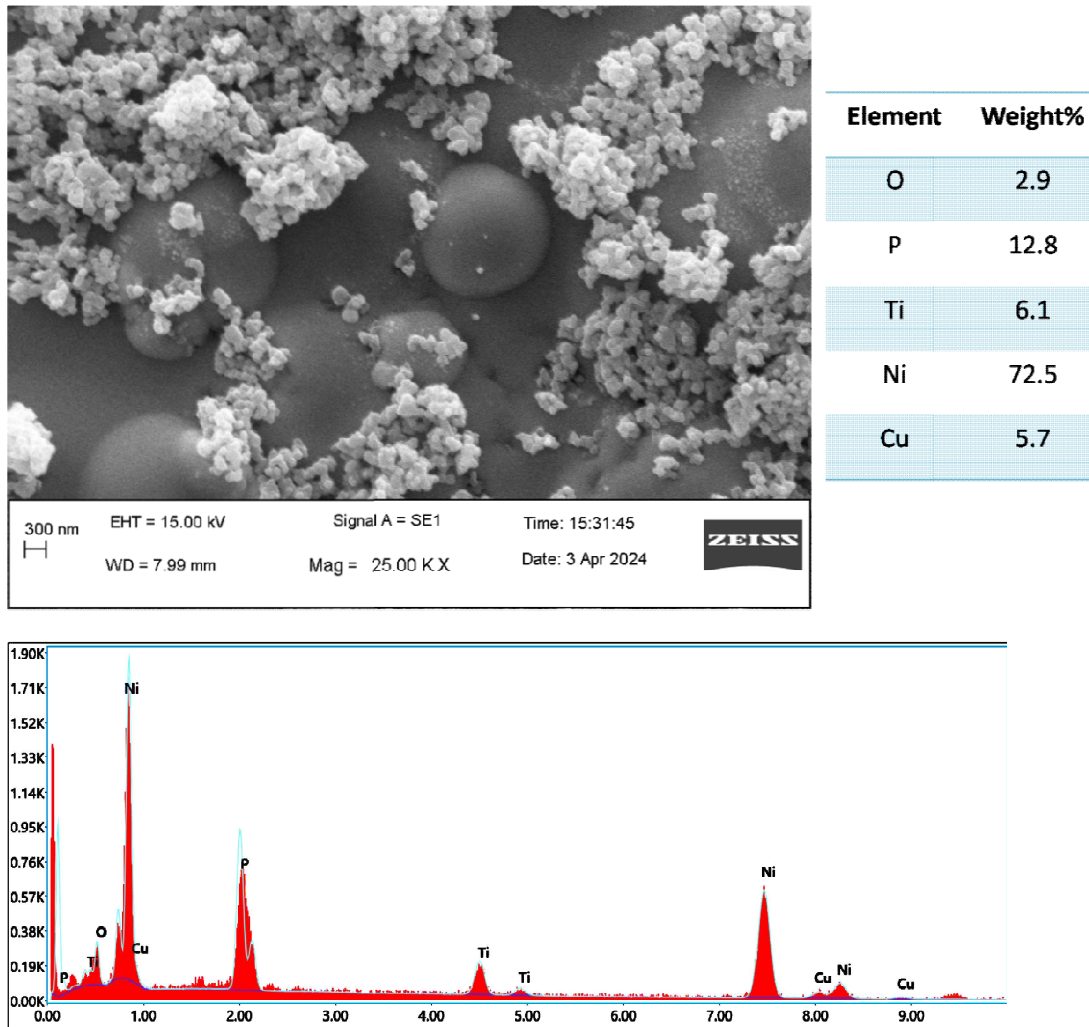 Element Weight%
O 2.9
P 12.8
Ti 6.1
Ni 72.5
Cu 5.7
300 nm
EHT = 15.00 kV
Signal A = SE1
Time: 15:31:45
WD = 7.99 mm
Mag = 25.00 K X
Date: 3 Apr 2024
ZEISS
1.90K
1.71K
1.52K
1.33K
1.14K
0.95K
0.76K
0.57K
0.38K
0.19K
0.00K
Ni
P
Ni
O
Cu
Ti
P
Ti
Ti
Cu
Ni
Cu
0.00 1.00 2.00 3.00 4.00 5.00 6.00 7.00 8.00 9.00